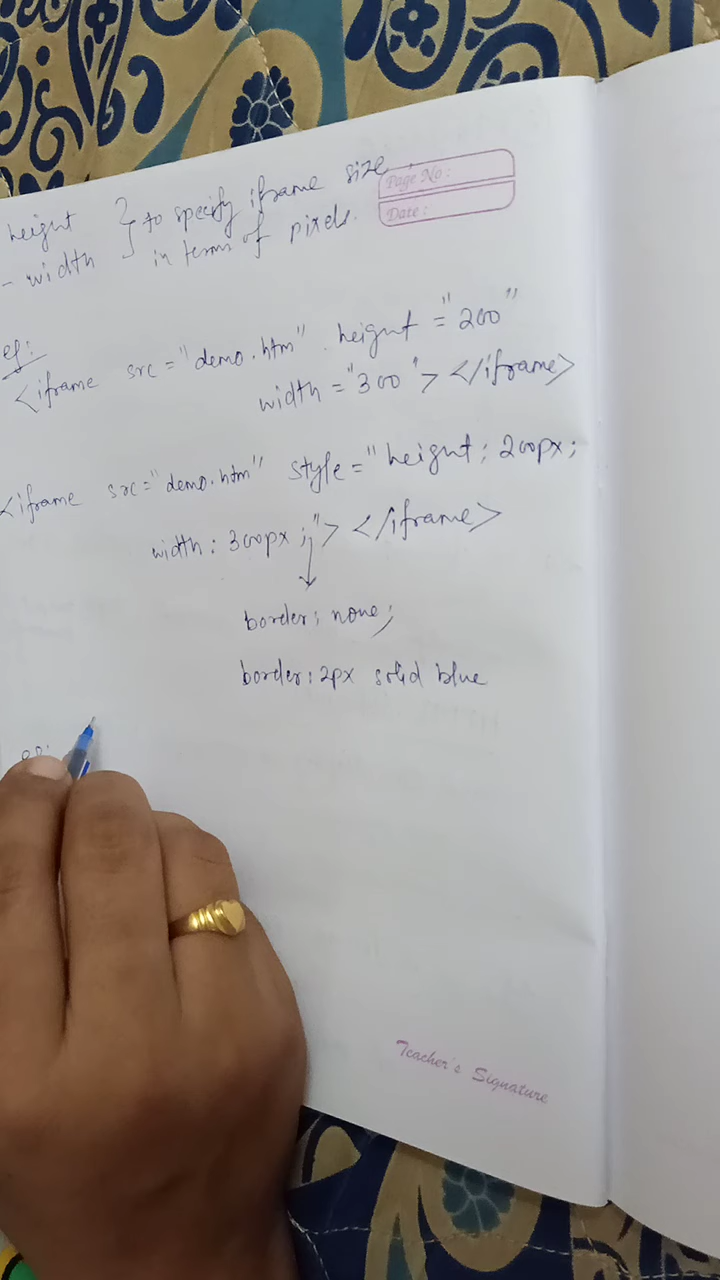 Page No :
Date :
height } to specify iframe size
- width } in terms of pixels.
eg:
<iframe src="demo.htm" height="200"
width="300"></iframe>
<iframe src="demo.htm" style="height: 200px;
width: 300px;"></iframe>
border: none;
border: 2px solid blue
Teacher's Signature